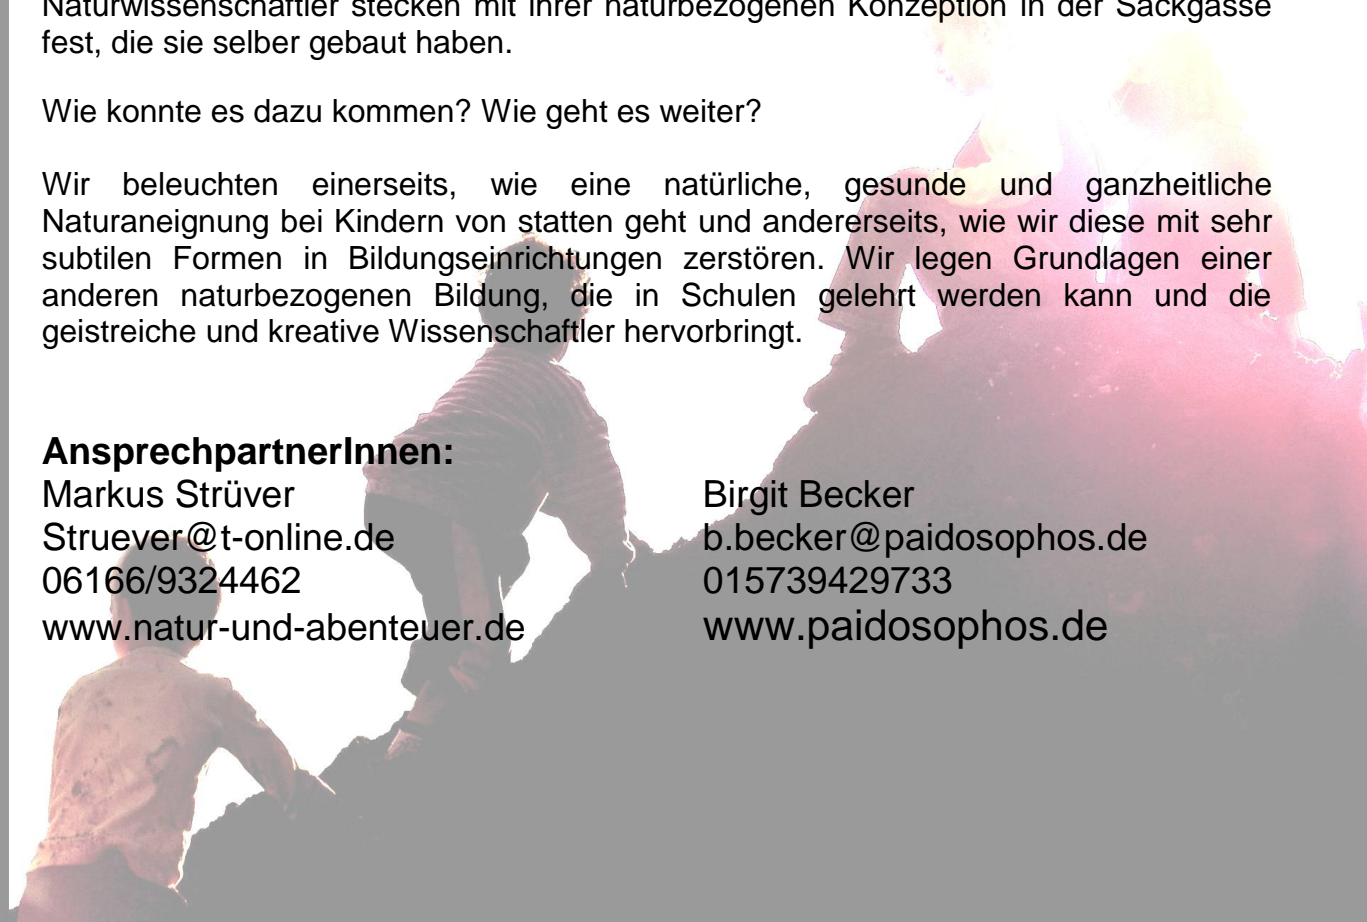 Naturwissenschaftler stecken mit ihrer naturbezogenen Konzeption in der Sackgasse
fest, die sie selber gebaut haben.
Wie konnte es dazu kommen? Wie geht es weiter?
Wir beleuchten einerseits, wie eine natürliche, gesunde und ganzheitliche
Naturaneignung bei Kindern von statten geht und andererseits, wie wir diese mit sehr
subtilen Formen in Bildungseinrichtungen zerstören. Wir legen Grundlagen einer
anderen naturbezogenen Bildung, die in Schulen gelehrt werden kann und die
geistreiche und kreative Wissenschaftler hervorbringt.
AnsprechpartnerInnen:
Markus Strüver
Struever@t-online.de
06166/9324462
www.natur-und-abenteuer.de
Birgit Becker
b.becker@paidosophos.de
015739429733
www.paidosophos.de